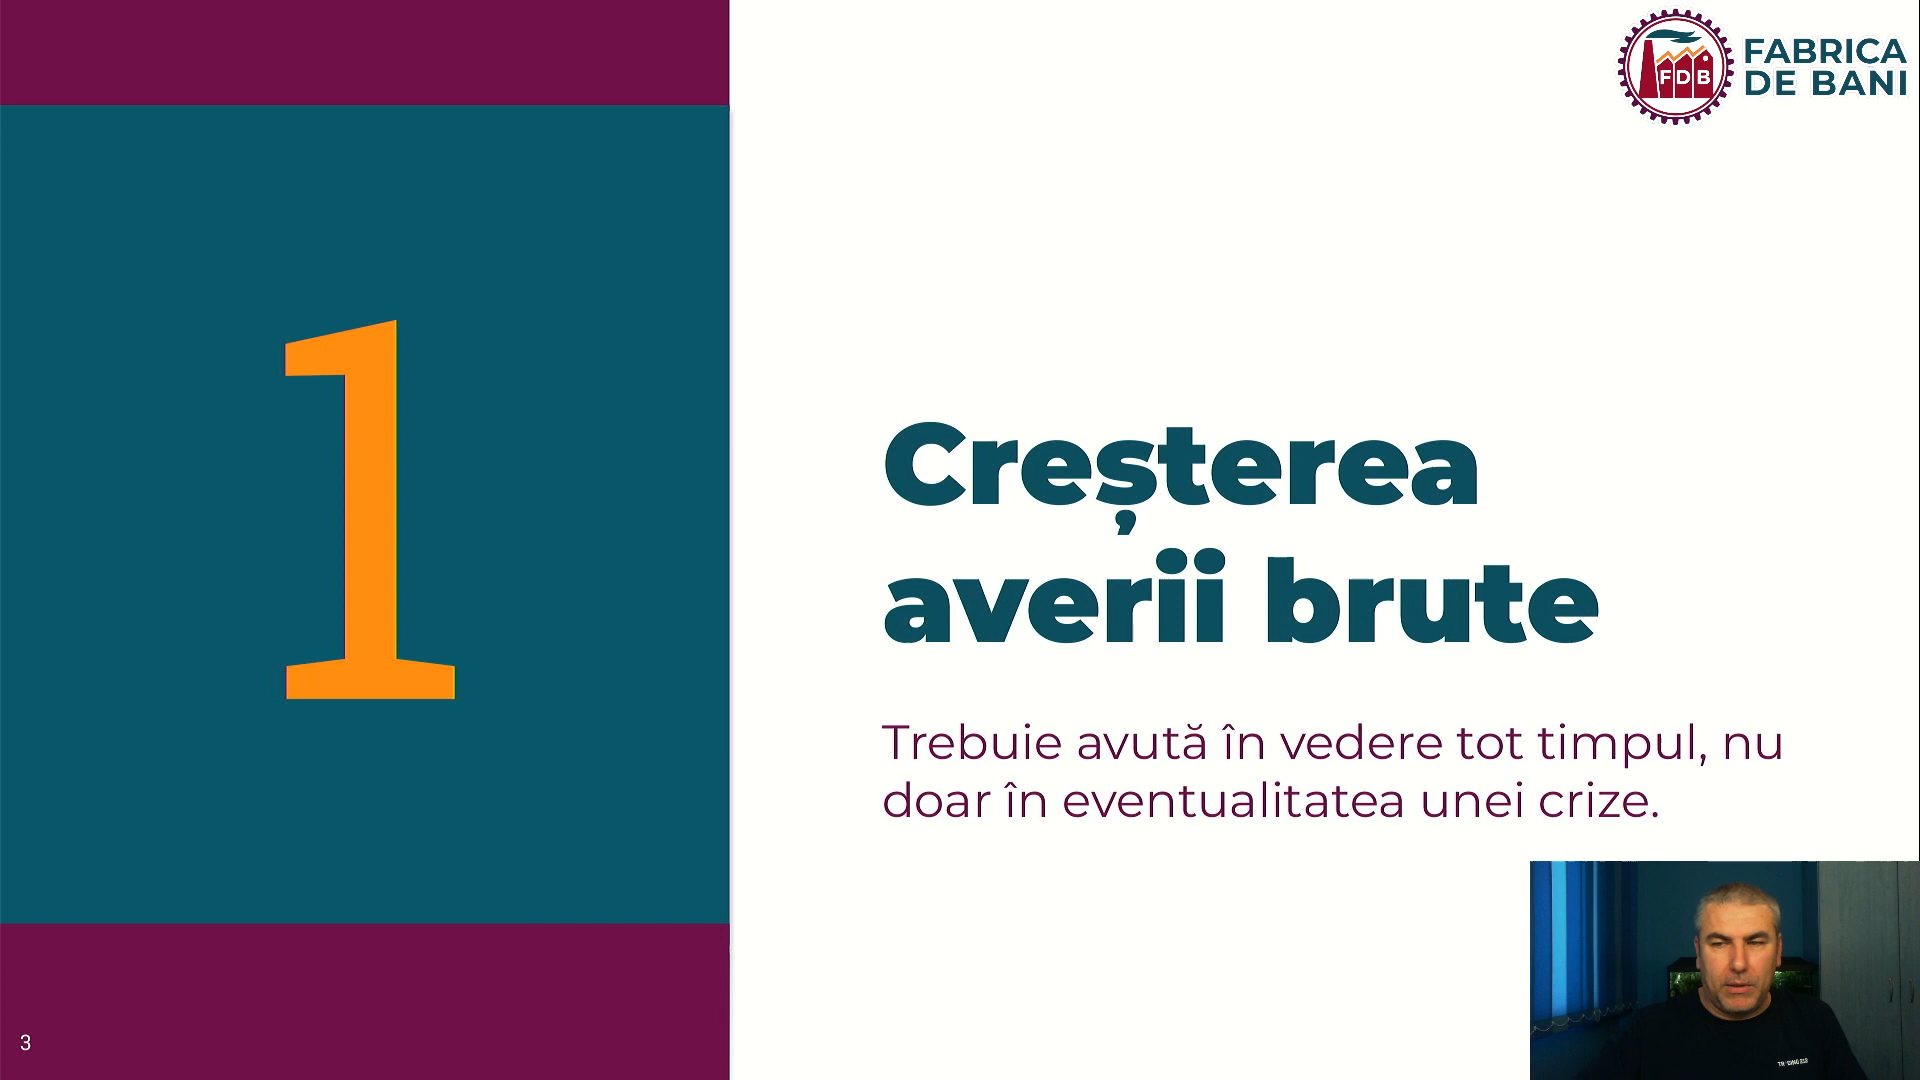 FDB
FABRICA
DE BANI
1
Creșterea
averii brute
Trebuie avută în vedere tot timpul, nu
doar în eventualitatea unei crize.
3